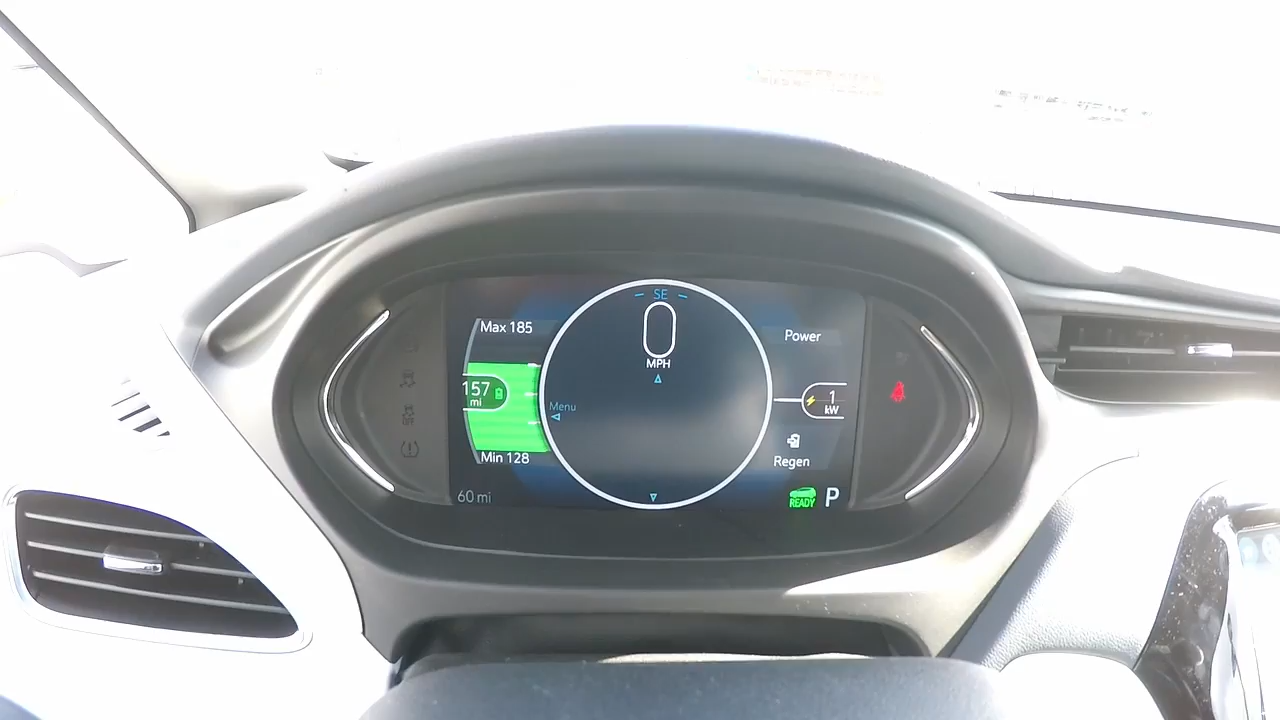 SE
0
MPH
Max 185
157
mi
Min 128
60 mi
Menu
Power
1
kW
Regen
READY
P